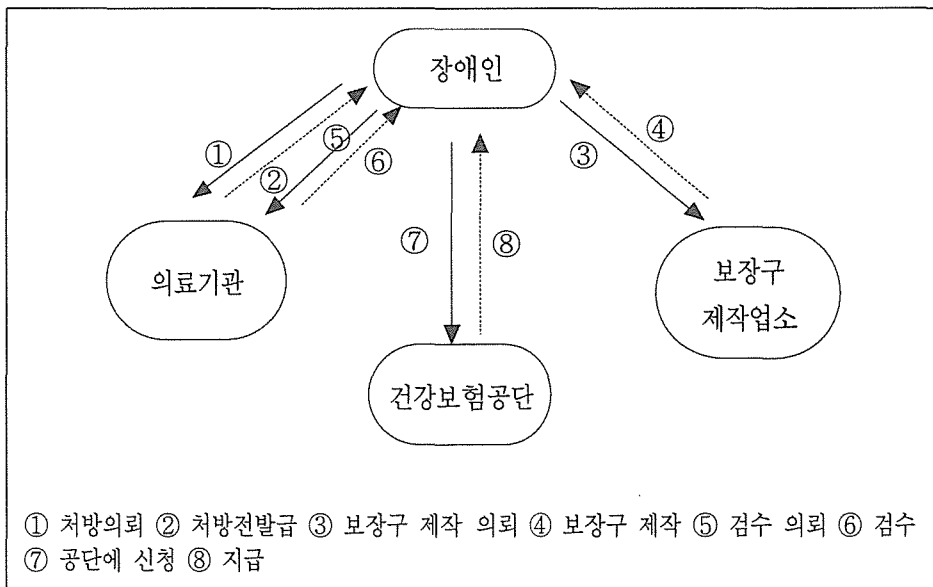 장애인
①
②
⑤
⑥
③
④
의료기관
⑦
⑧
보장구
제작업소
건강보험공단
① 처방의뢰 ② 처방전발급 ③ 보장구 제작 의뢰 ④ 보장구 제작 ⑤ 검수 의뢰 ⑥ 검수
⑦ 공단에 신청 ⑧ 지급